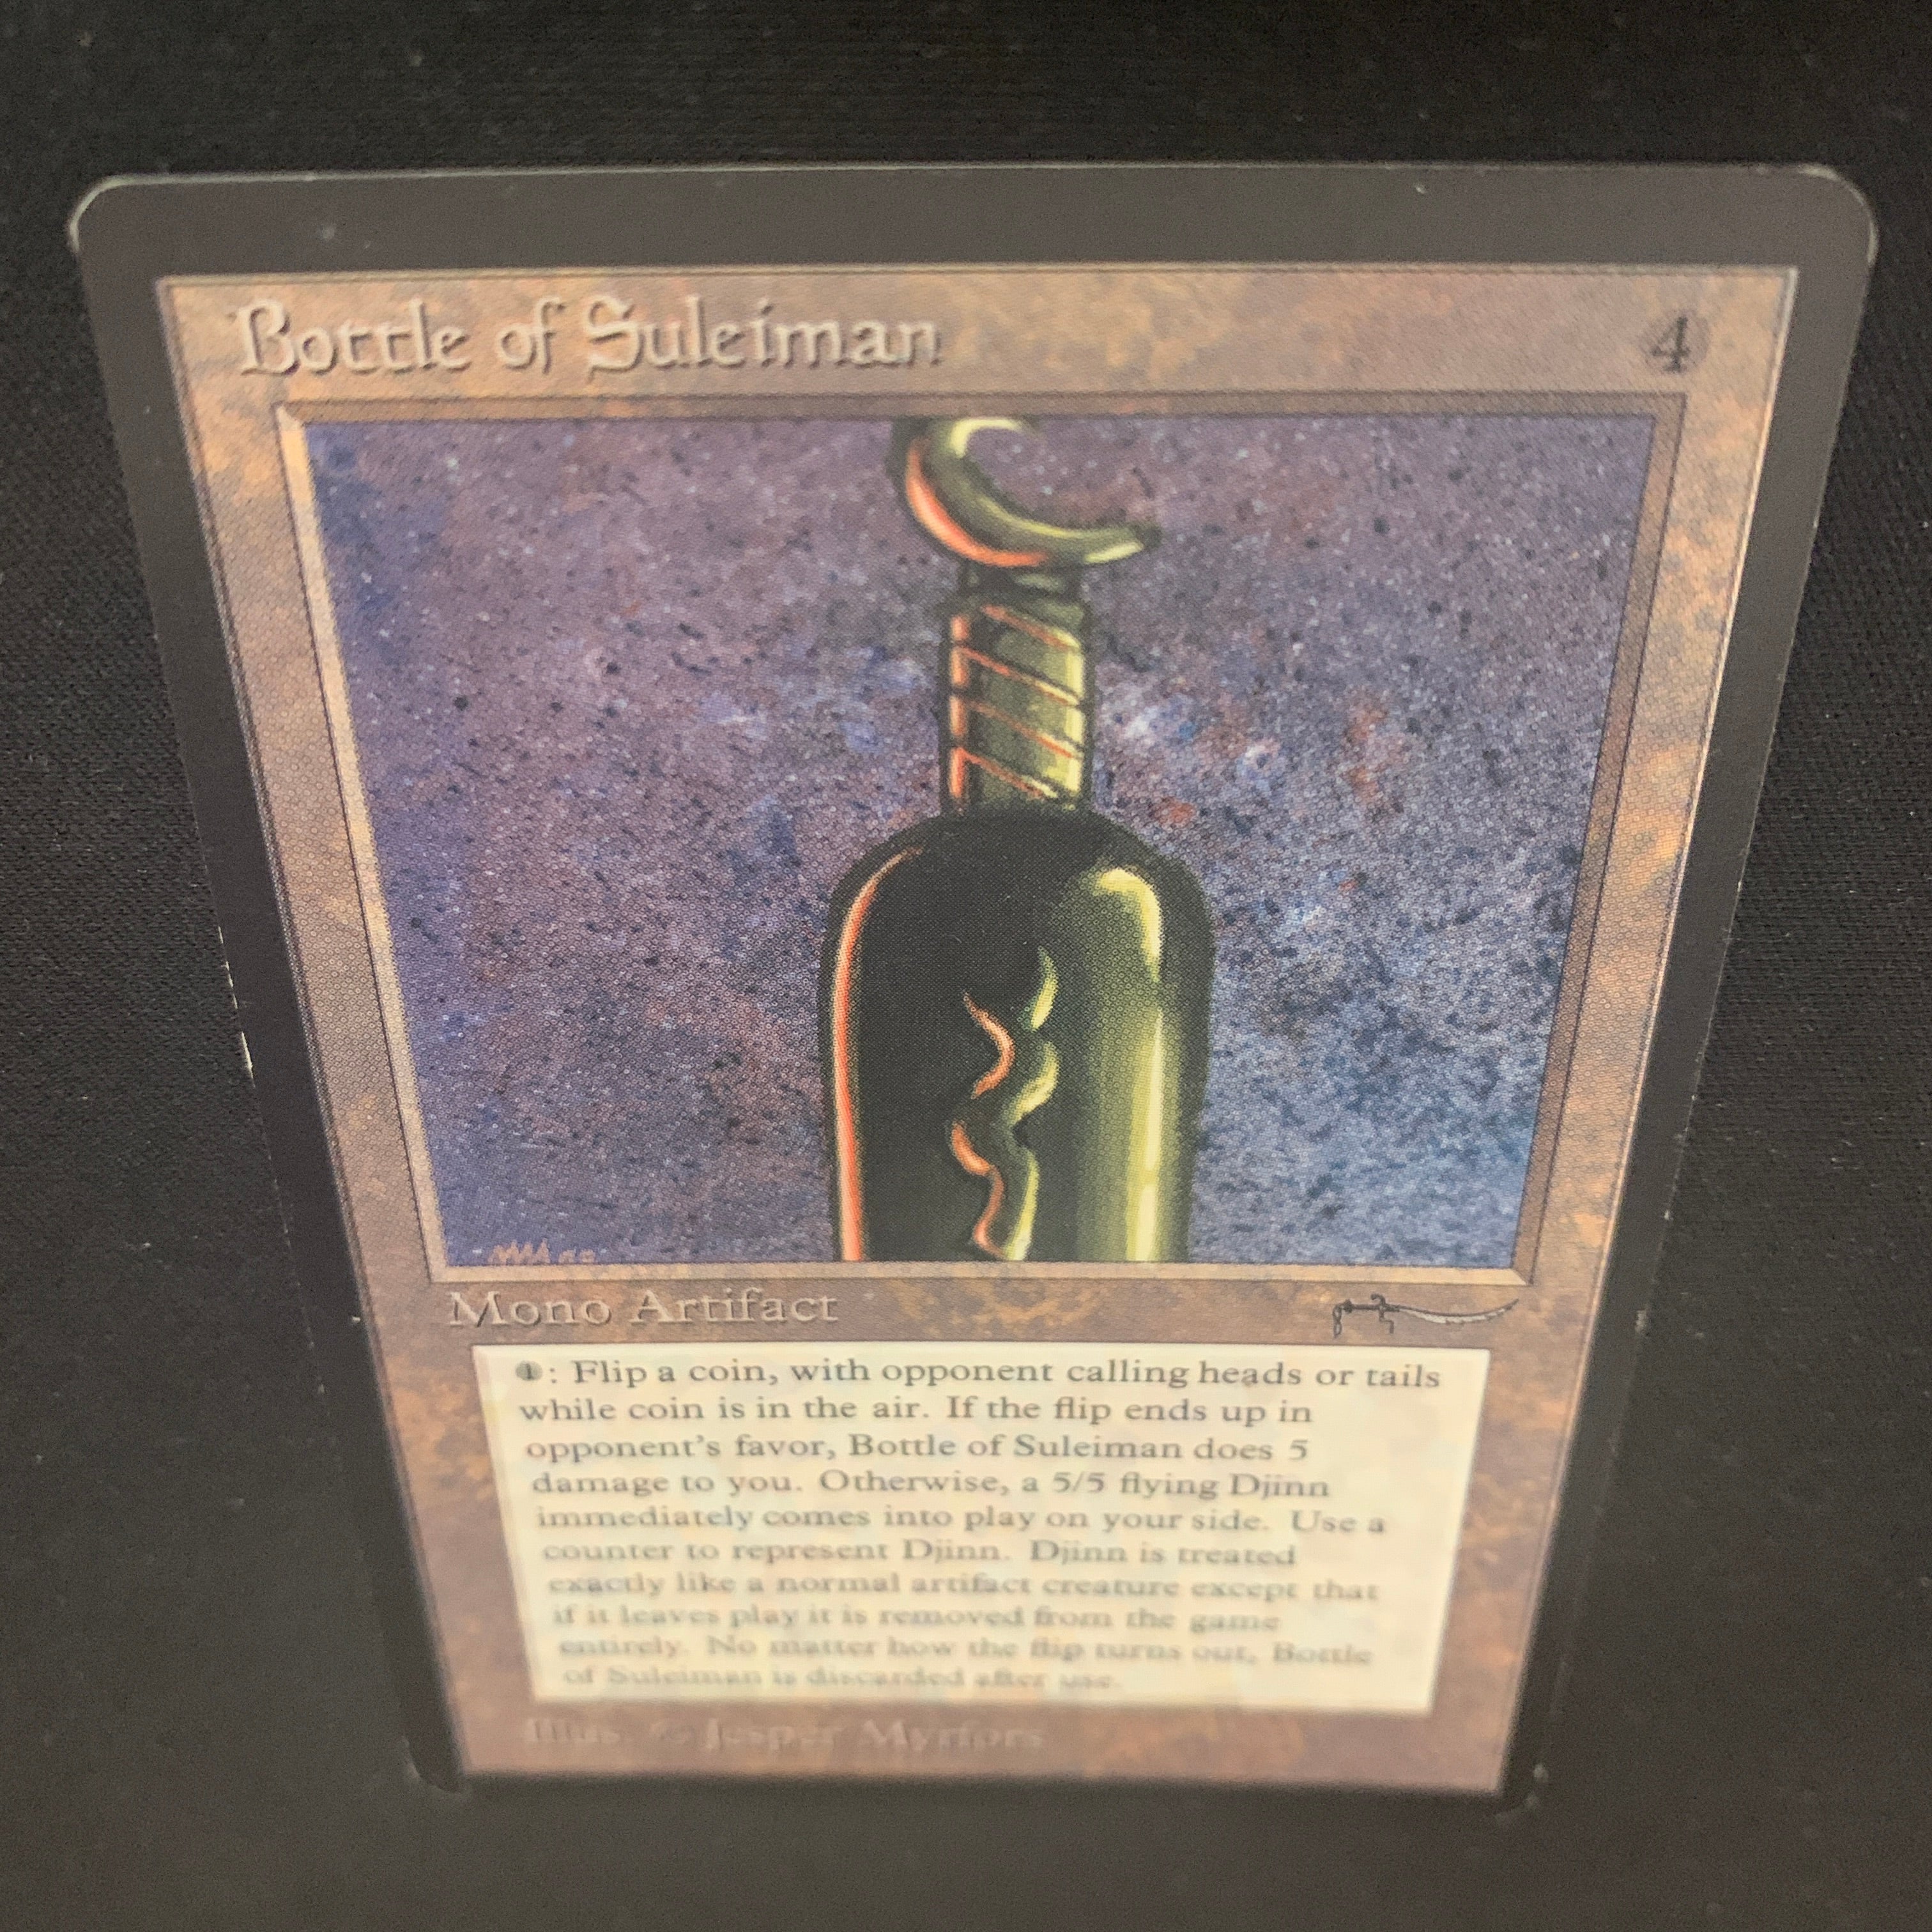 Bottle of Suleiman
4
Mono Artifact
1: Flip a coin, with opponent calling heads or tails
while coin is in the air. If the flip ends up in
opponent's favor, Bottle of Suleiman does 5
damage to you. Otherwise, a 5/5 flying Djinn
immediately comes into play on your side. Use a
counter to represent Djinn. Djinn is treated
exactly like a normal artifact creature except that
if it leaves play it is removed from the game
entirely. No matter how the flip turns out, Bottle
of Suleiman is discarded after use.
Illus. © Jesper Myrfors